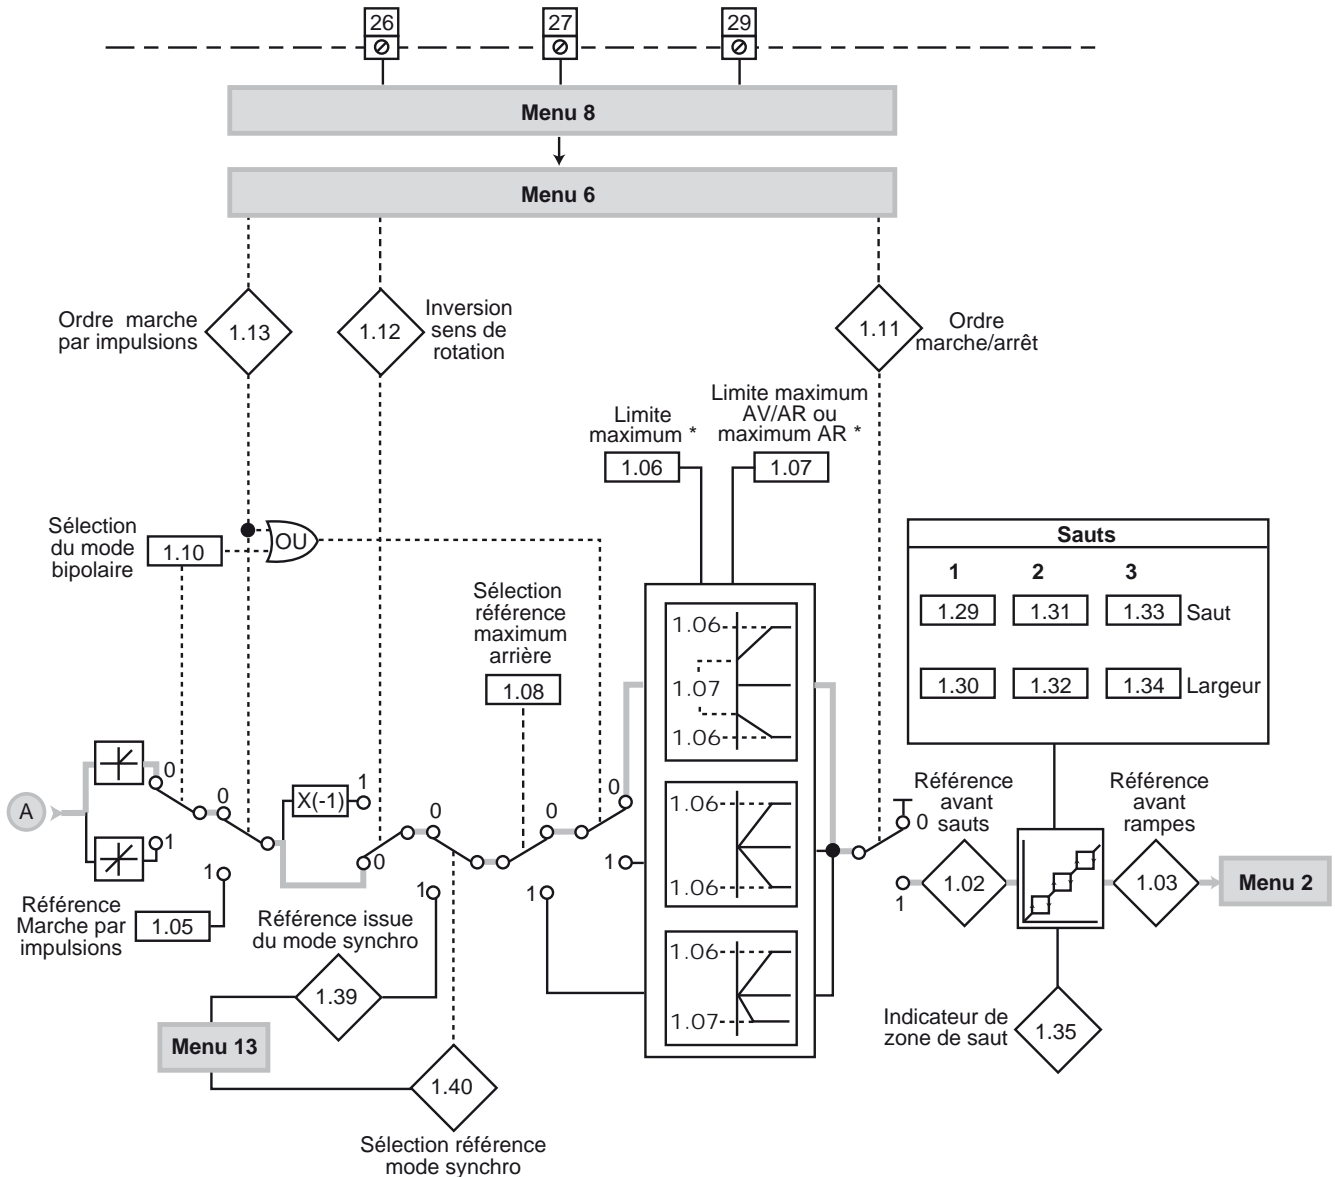 26
27
29
Menu 8
Menu 6
Ordre marche
par impulsions
1.13
1.12
Inversion
sens de
rotation
1.11
Ordre
marche/arrêt
Limite
maximum *
1.06
Limite maximum
AV/AR ou
maximum AR *
1.07
Sélection
du mode
bipolaire
1.10
OU
Sélection
référence
maximum
arrière
1.08
1.06
1.07
1.06
1.06
1.06
1.06
1.07
Sauts
1 2 3
1.29 1.31 1.33 Saut
1.30 1.32 1.34 Largeur
A
0
1
0
1
Référence
Marche par
impulsions
1.05
X(-1)
1
0
0
1
Référence issue
du mode synchro
1.39
Menu 13
1.40
Sélection référence
mode synchro
0
1
0
1
0
1
Référence
avant
sauts
1.02
Référence
avant
rampes
1.03
Menu 2
Indicateur de
zone de saut
1.35